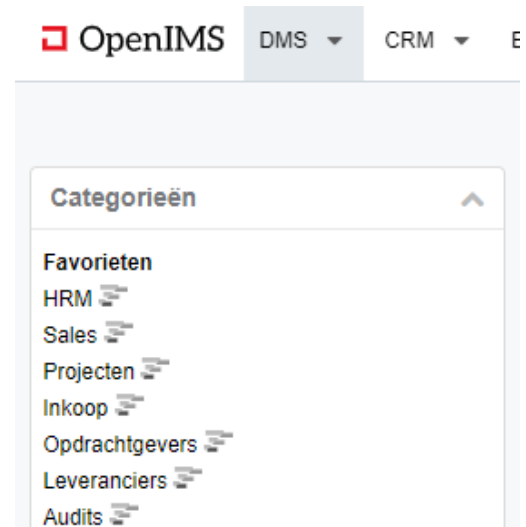 OpenIMS DMS CRM
Categorieën
Favorieten
HRM
Sales
Projecten
Inkoop
Opdrachtgevers
Leveranciers
Audits